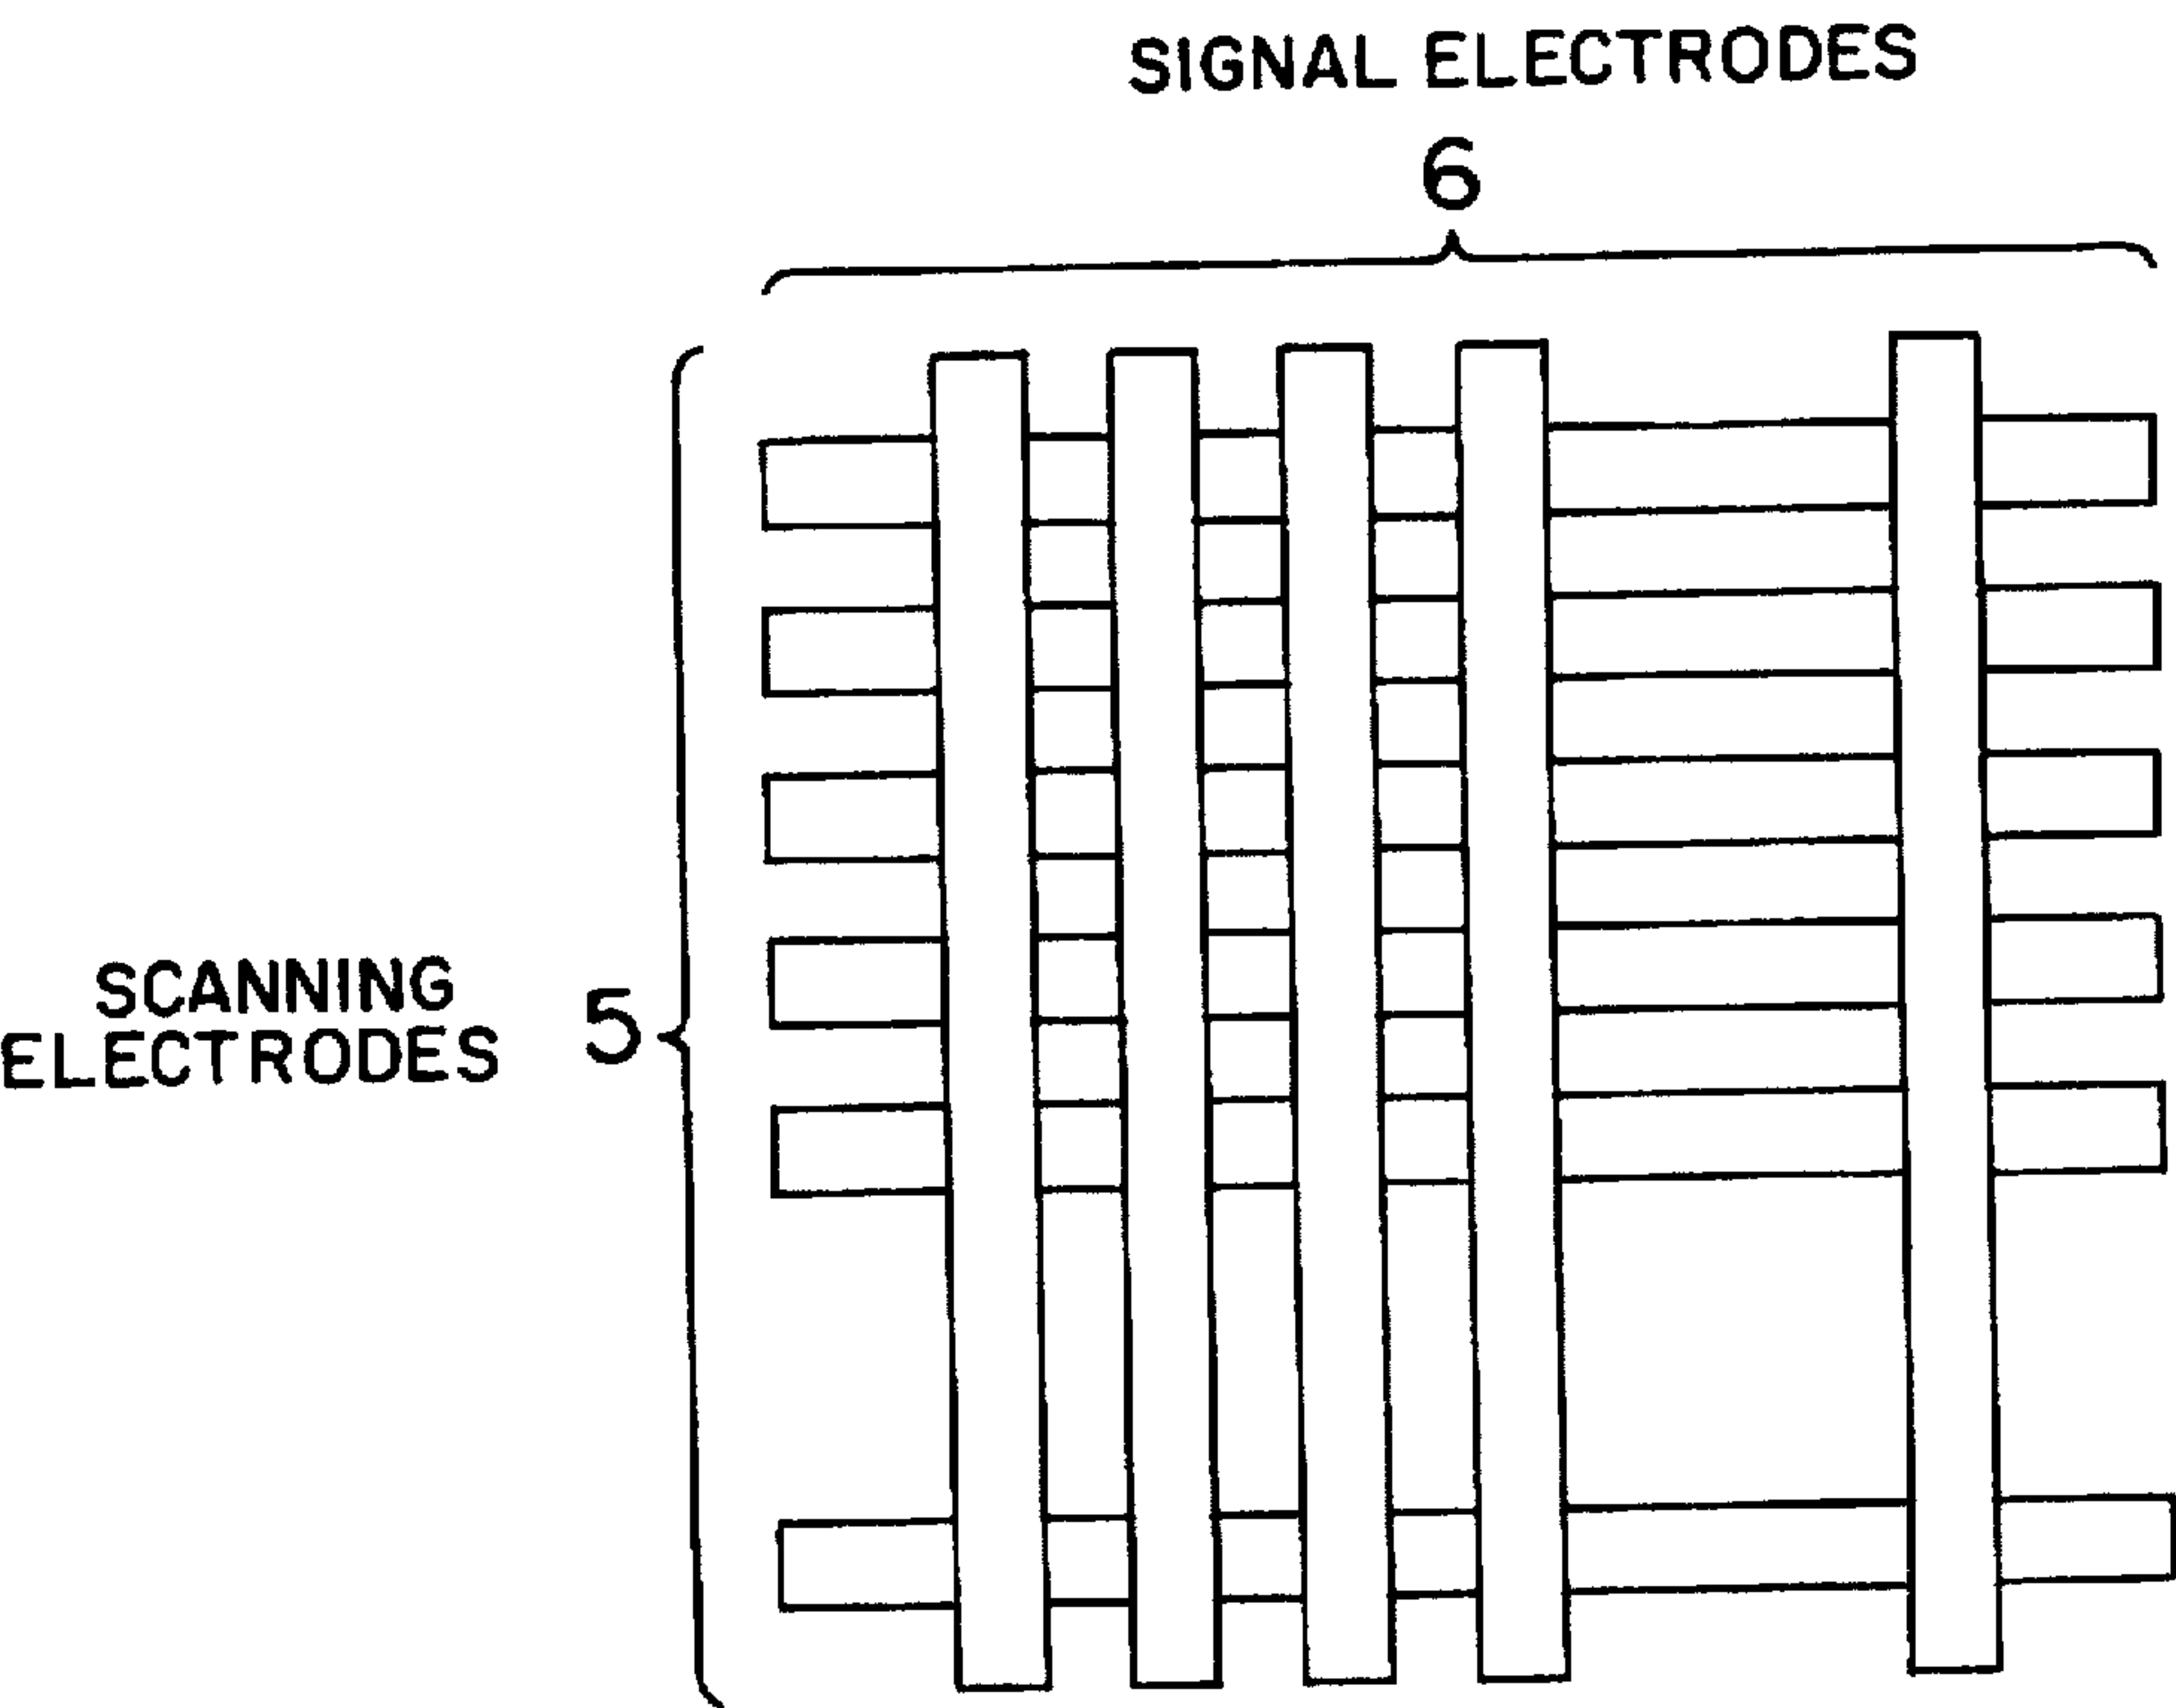 SIGNAL ELECTRODES
6
SCANNING
ELECTRODES
5